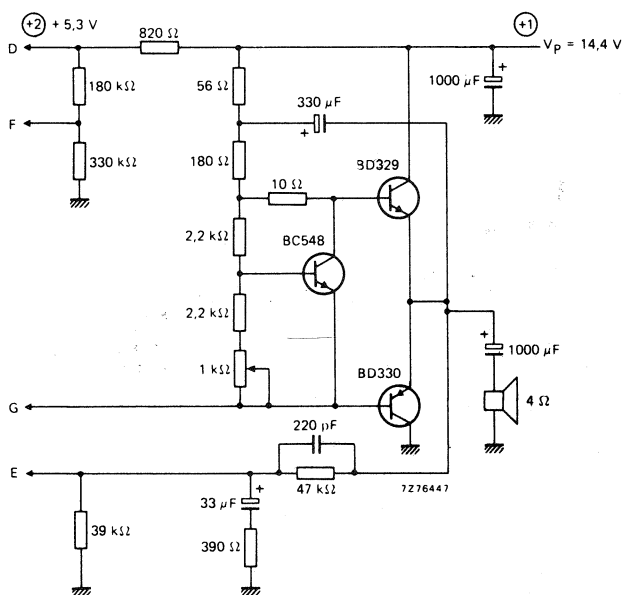 +2 + 5,3 V
+1
820 Ω
D
V_P = 14,4 V
180 kΩ
56 Ω
330 µF
+
1000 µF
+
F
330 kΩ
180 Ω
10 Ω
BD329
2,2 kΩ
BC548
2,2 kΩ
+
1000 µF
1 kΩ
BD330
4 Ω
G
220 pF
E
47 kΩ
7Z76447
+
33 µF
39 kΩ
390 Ω